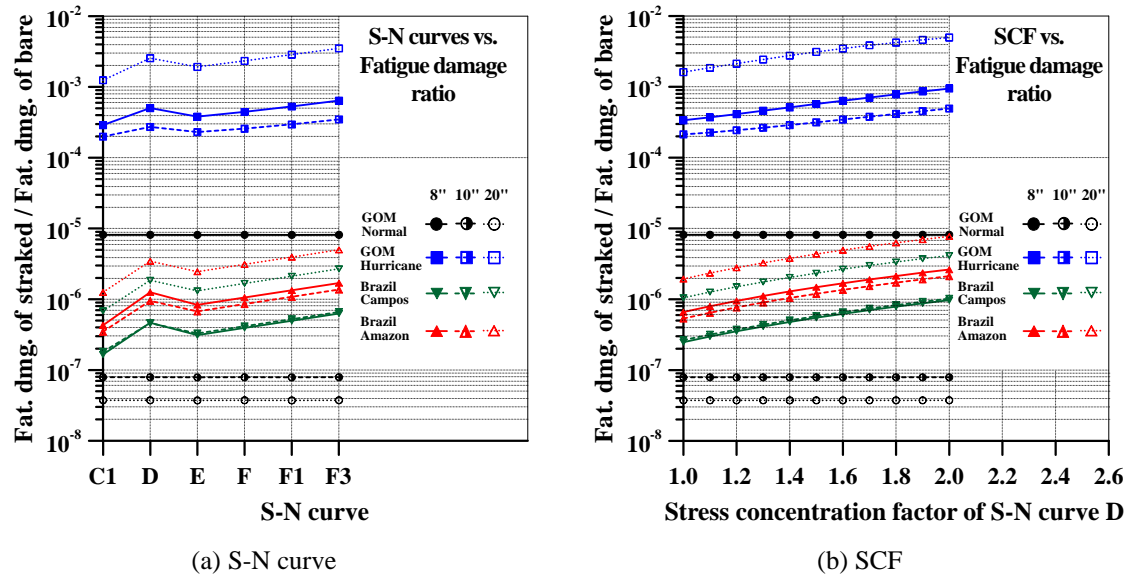 Fat. dmg. of straked / Fat. dmg. of bare
10-2
10-3
10-4
10-5
10-6
10-7
10-8
S-N curves vs.
Fatigue damage
ratio
8" 10" 20"
GOM
Normal
GOM
Hurricane
Brazil
Campos
Brazil
Amazon
C1 D E F F1 F3
S-N curve
(a) S-N curve
Fat. dmg. of straked / Fat. dmg. of bare
10-2
10-3
10-4
10-5
10-6
10-7
10-8
SCF vs.
Fatigue damage
ratio
8" 10" 20"
GOM
Normal
GOM
Hurricane
Brazil
Campos
Brazil
Amazon
1.0 1.2 1.4 1.6 1.8 2.0 2.2 2.4 2.6
Stress concentration factor of S-N curve D
(b) SCF